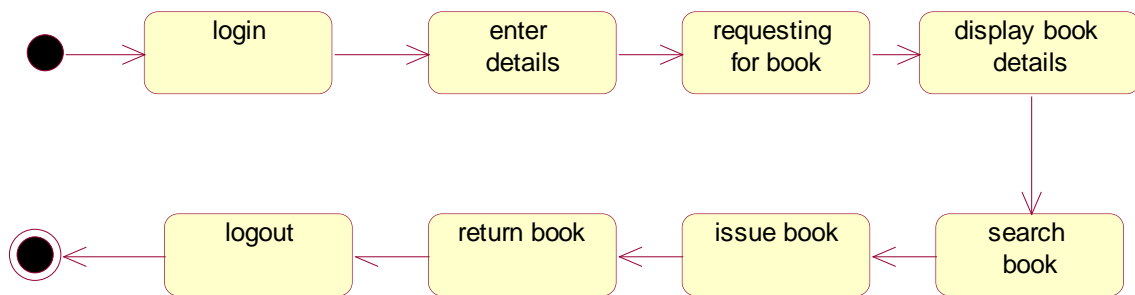 login
enter
details
requesting
for book
display book
details
logout
return book
issue book
search
book